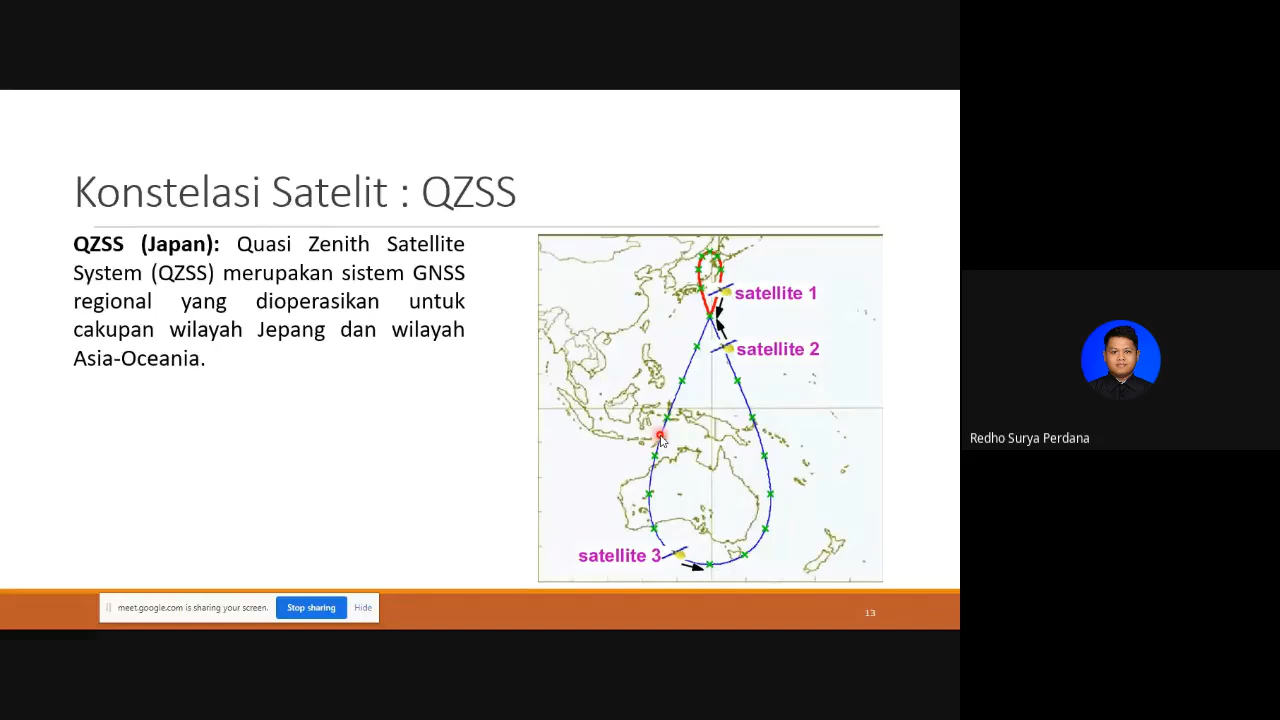 Konstelasi Satelit : QZSS
QZSS (Japan): Quasi Zenith Satellite
System (QZSS) merupakan sistem GNSS
regional yang dioperasikan untuk
cakupan wilayah Jepang dan wilayah
Asia-Oceania.
satellite 1
satellite 2
satellite 3
meet.google.com is sharing your screen.
Stop sharing
Hide
13
Redho Surya Perdana